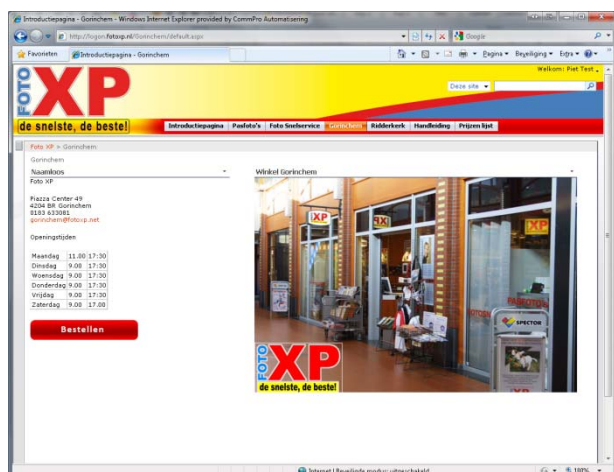 Introductiepagina - Gorinchem - Windows Internet Explorer provided by CommPro Automatisering
http://logan.fotoxp.nl/Gorinchem/default.aspx
Google
Favorieten
Introductiepagina - Gorinchem
Pagina
Beveiliging
Extra
Welkom: Piet Test
FOTO XP
Deze site
de snelste, de beste!
Introductiepagina
Pasfoto's
Foto Snelservice
Gorinchem
Ridderkerk
Handleiding
Prijzen lijst
Foto XP > Gorinchem
Gorinchem
Naamloos
Foto XP
Piazza Center 49
4204 BR Gorinchem
0183 633081
gorinchem@fotoxp.net
Openingstijden
Maandag 11.00 17:30
Dinsdag 9.00 17:30
Woensdag 9.00 17:30
Donderdag 9.00 17:30
Vrijdag 9.00 17:30
Zaterdag 9.00 17.00
Bestellen
Winkel Gorinchem
XP
XP
XP
SPECTOR
FOTO XP
de snelste, de beste!
Internet | Beveiligde modus: uitgeschakeld
100%